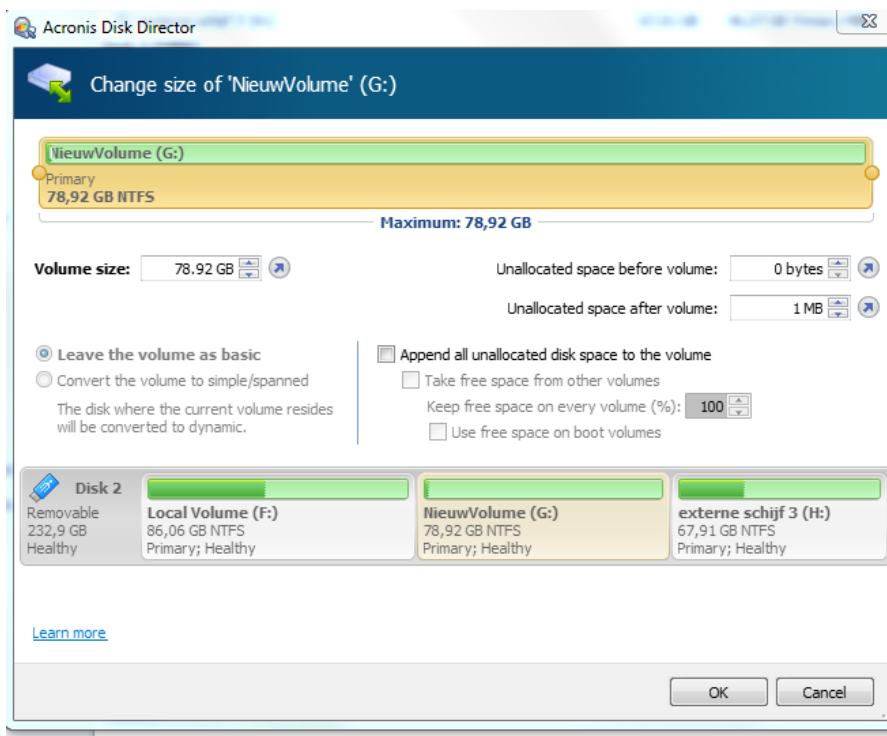 Acronis Disk Director
Change size of 'NieuwVolume' (G:)
NieuwVolume (G:)
Primary
78,92 GB NTFS
Maximum: 78,92 GB
Volume size: 78.92 GB Unallocated space before volume: 0 bytes
Unallocated space after volume: 1 MB
Leave the volume as basic
Convert the volume to simple/spanned
The disk where the current volume resides
will be converted to dynamic.
Append all unallocated disk space to the volume
Take free space from other volumes
Keep free space on every volume (%): 100
Use free space on boot volumes
Disk 2
Removable
232,9 GB
Healthy
Local Volume (F:)
86,06 GB NTFS
Primary; Healthy
NieuwVolume (G:)
78,92 GB NTFS
Primary; Healthy
externe schijf 3 (H:)
67,91 GB NTFS
Primary; Healthy
Learn more
OK Cancel